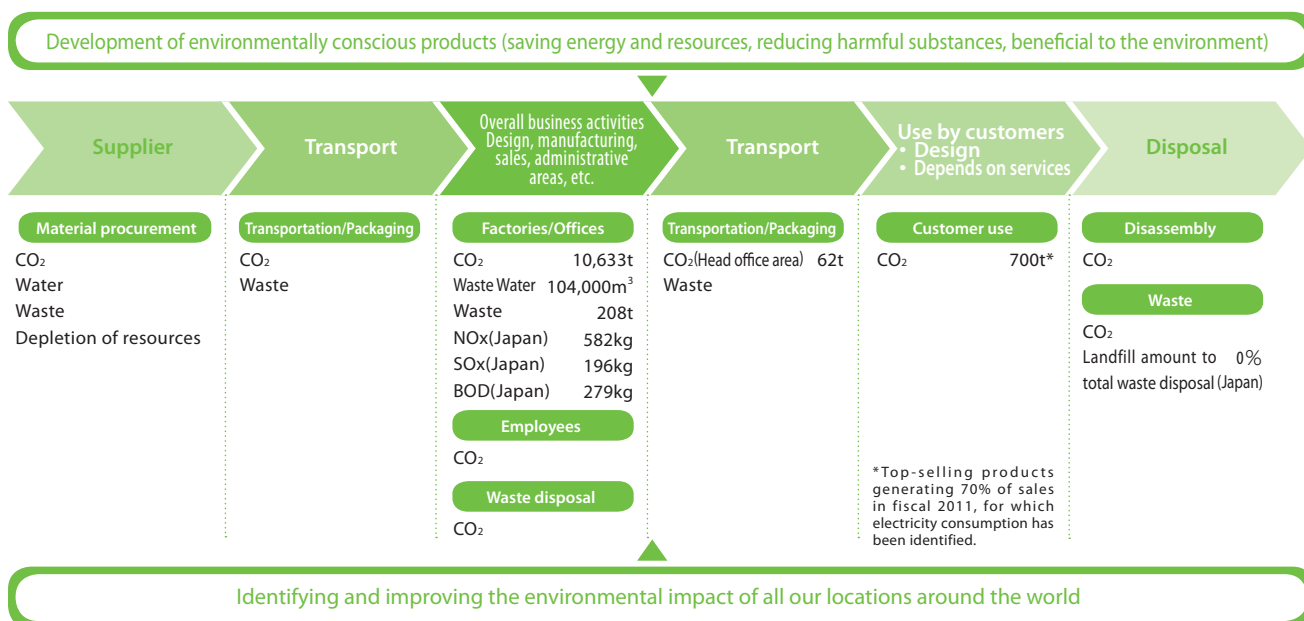 Development of environmentally conscious products (saving energy and resources, reducing harmful substances, beneficial to the environment)
Supplier
Transport
Overall business activities
Design, manufacturing,
sales, administrative
areas, etc.
Transport
Use by customers
• Design
• Depends on services
Disposal
Material procurement
CO₂
Water
Waste
Depletion of resources
Transportation/Packaging
CO₂
Waste
Factories/Offices
CO₂ 10,633t
Waste Water 104,000m³
Waste 208t
NOx(Japan) 582kg
SOx(Japan) 196kg
BOD(Japan) 279kg
Employees
CO₂
Waste disposal
CO₂
Transportation/Packaging
CO₂(Head office area) 62t
Waste
Customer use
CO₂ 700t*
*Top-selling products
generating 70% of sales
in fiscal 2011, for which
electricity consumption has
been identified.
Disassembly
CO₂
Waste
CO₂
Landfill amount to 0%
total waste disposal (Japan)
Identifying and improving the environmental impact of all our locations around the world